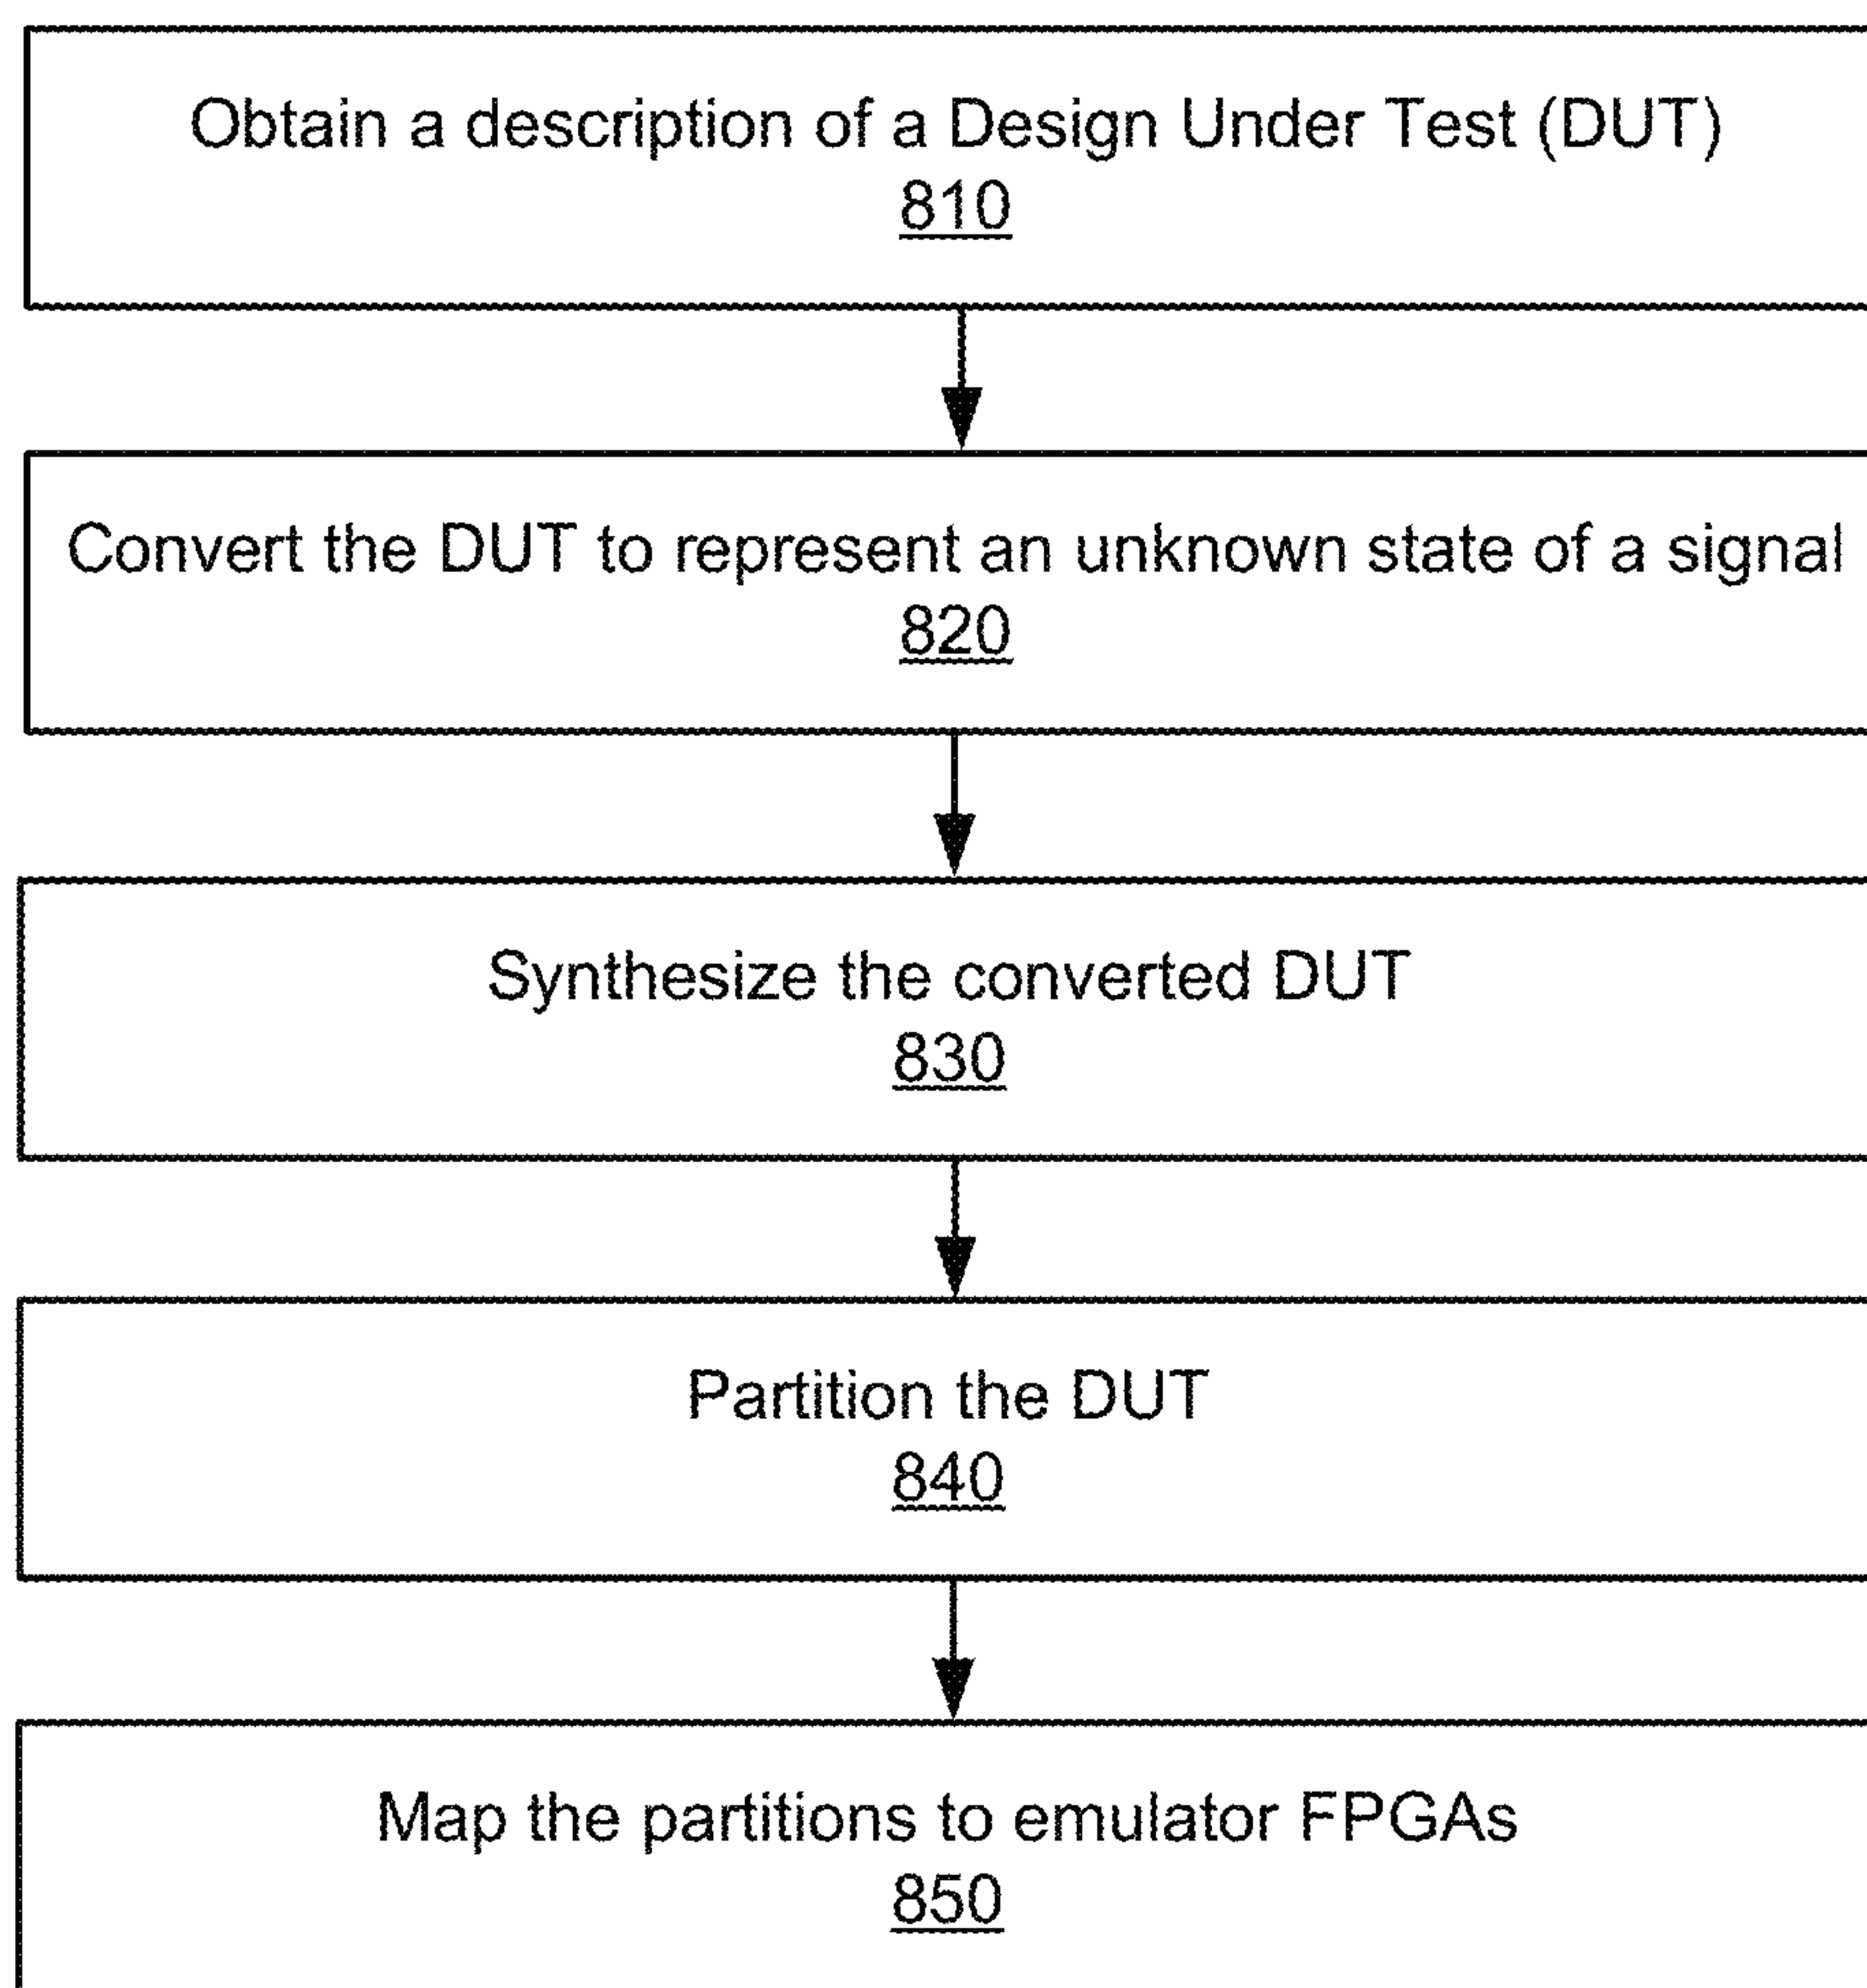 Obtain a description of a Design Under Test (DUT)
810
Convert the DUT to represent an unknown state of a signal
820
Synthesize the converted DUT
830
Partition the DUT
840
Map the partitions to emulator FPGAs
850